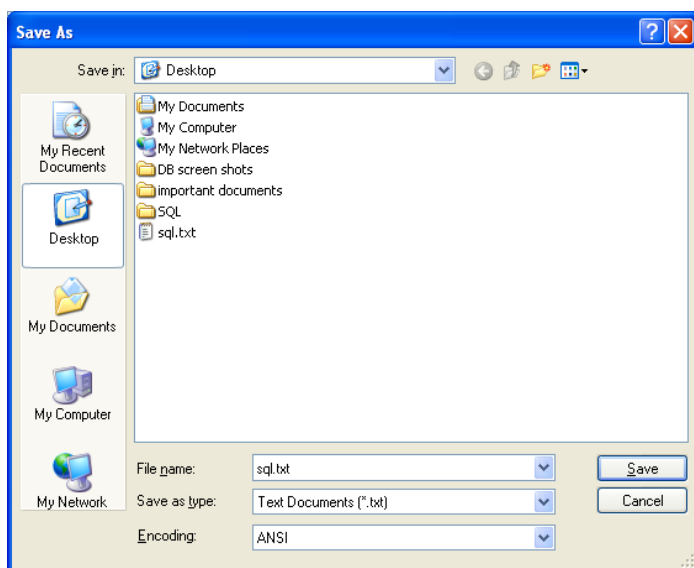 Save As
Save in:
Desktop
My Recent
Documents
Desktop
My Documents
My Computer
My Network
My Documents
My Computer
My Network Places
DB screen shots
important documents
SQL
sql.txt
File name:
sql.txt
Save
Save as type:
Text Documents (*.txt)
Cancel
Encoding:
ANSI